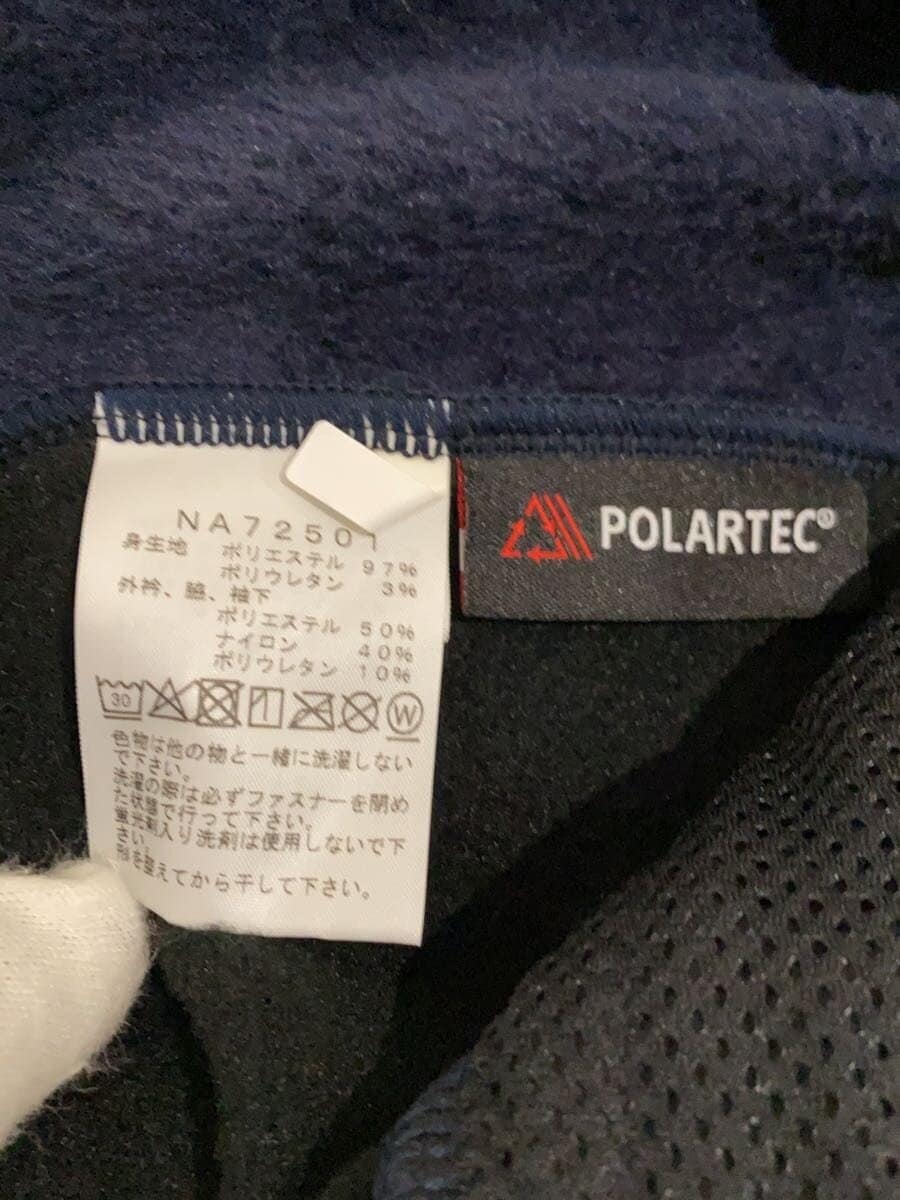 NA72501
身生地 ポリエステル 97%
ポリウレタン 3%
外衿、脇、袖下
ポリエステル 50%
ナイロン 40%
ポリウレタン 10%
30 W
色物は他の物と一緒に洗濯しない
で下さい。
洗濯の際は必ずファスナーを閉め
た状態で行って下さい。
蛍光剤入り洗剤は使用しないで下
さい。
形を整えてから干して下さい。
POLARTEC®